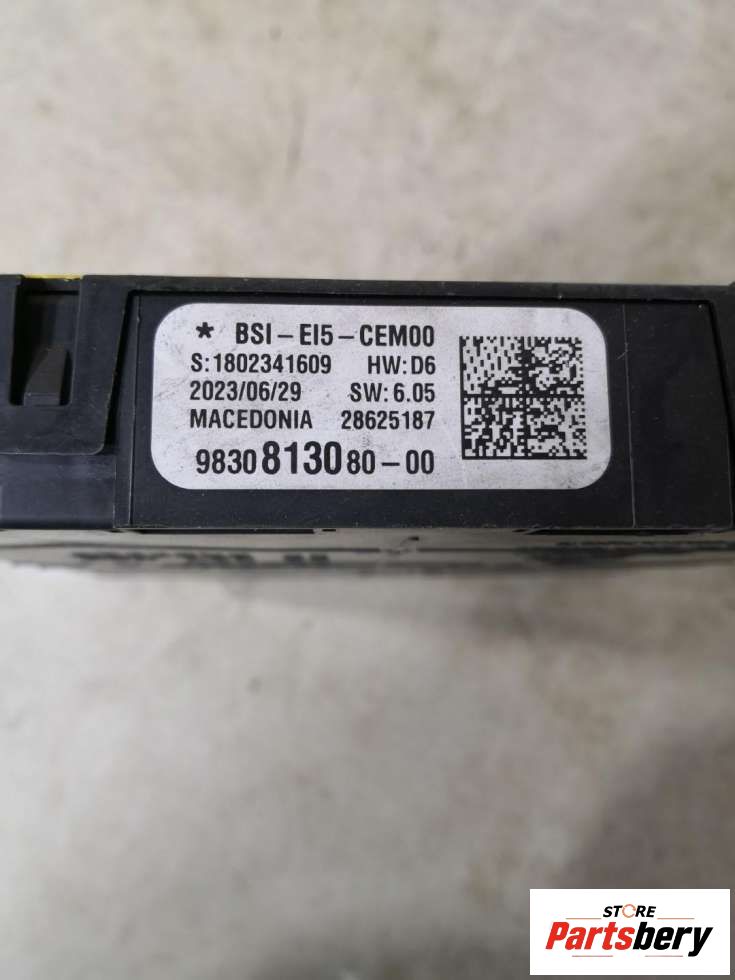 * BSI-EI5-CEM00
S:1802341609 HW:D6
2023/06/29 SW:6.05
MACEDONIA 28625187
9830813080-00
STORE
Partsbery